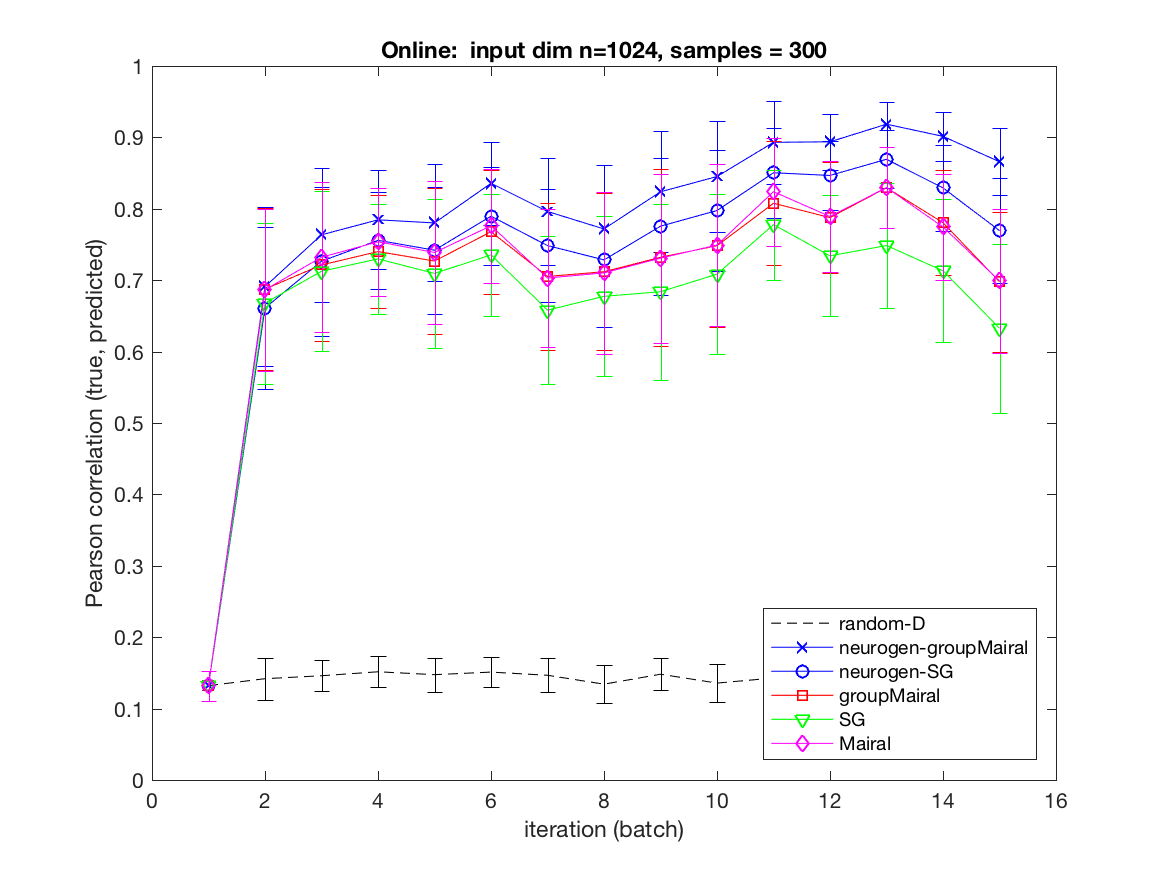 Online:  input dim n=1024, samples = 300
Pearson correlation (true, predicted)
1
0.9
0.8
0.7
0.6
0.5
0.4
0.3
0.2
0.1
0
0 2 4 6 8 10 12 14 16
iteration (batch)
random-D
neurogen-groupMairal
neurogen-SG
groupMairal
SG
Mairal